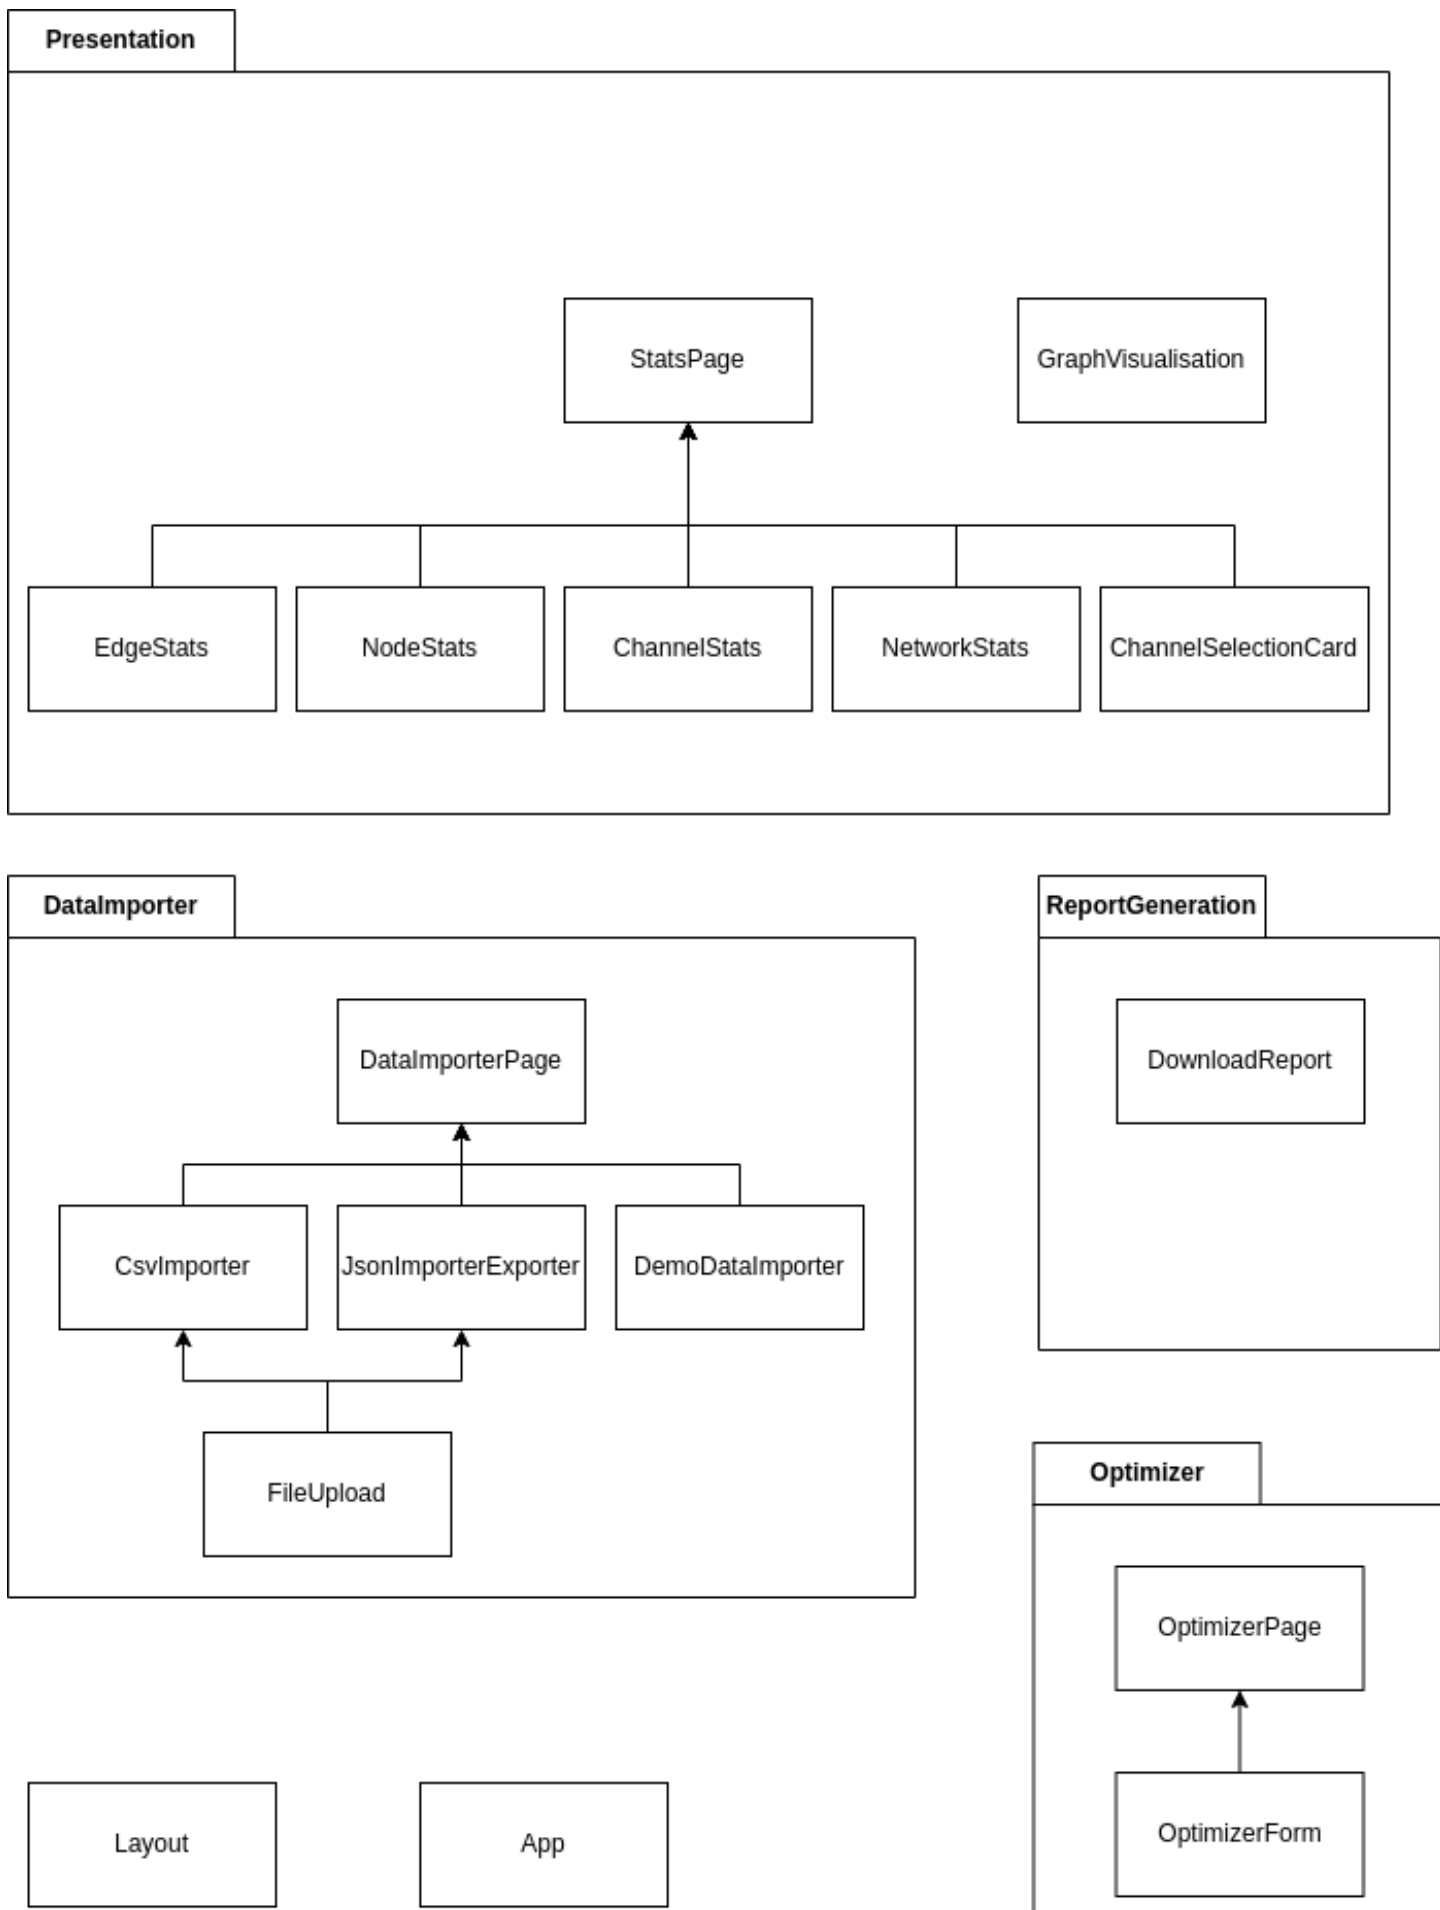 Presentation
StatsPage
GraphVisualisation
EdgeStats
NodeStats
ChannelStats
NetworkStats
ChannelSelectionCard
DataImporter
ReportGeneration
DataImporterPage
DownloadReport
CsvImporter
JsonImporterExporter
DemoDataImporter
FileUpload
Optimizer
OptimizerPage
OptimizerForm
Layout
App